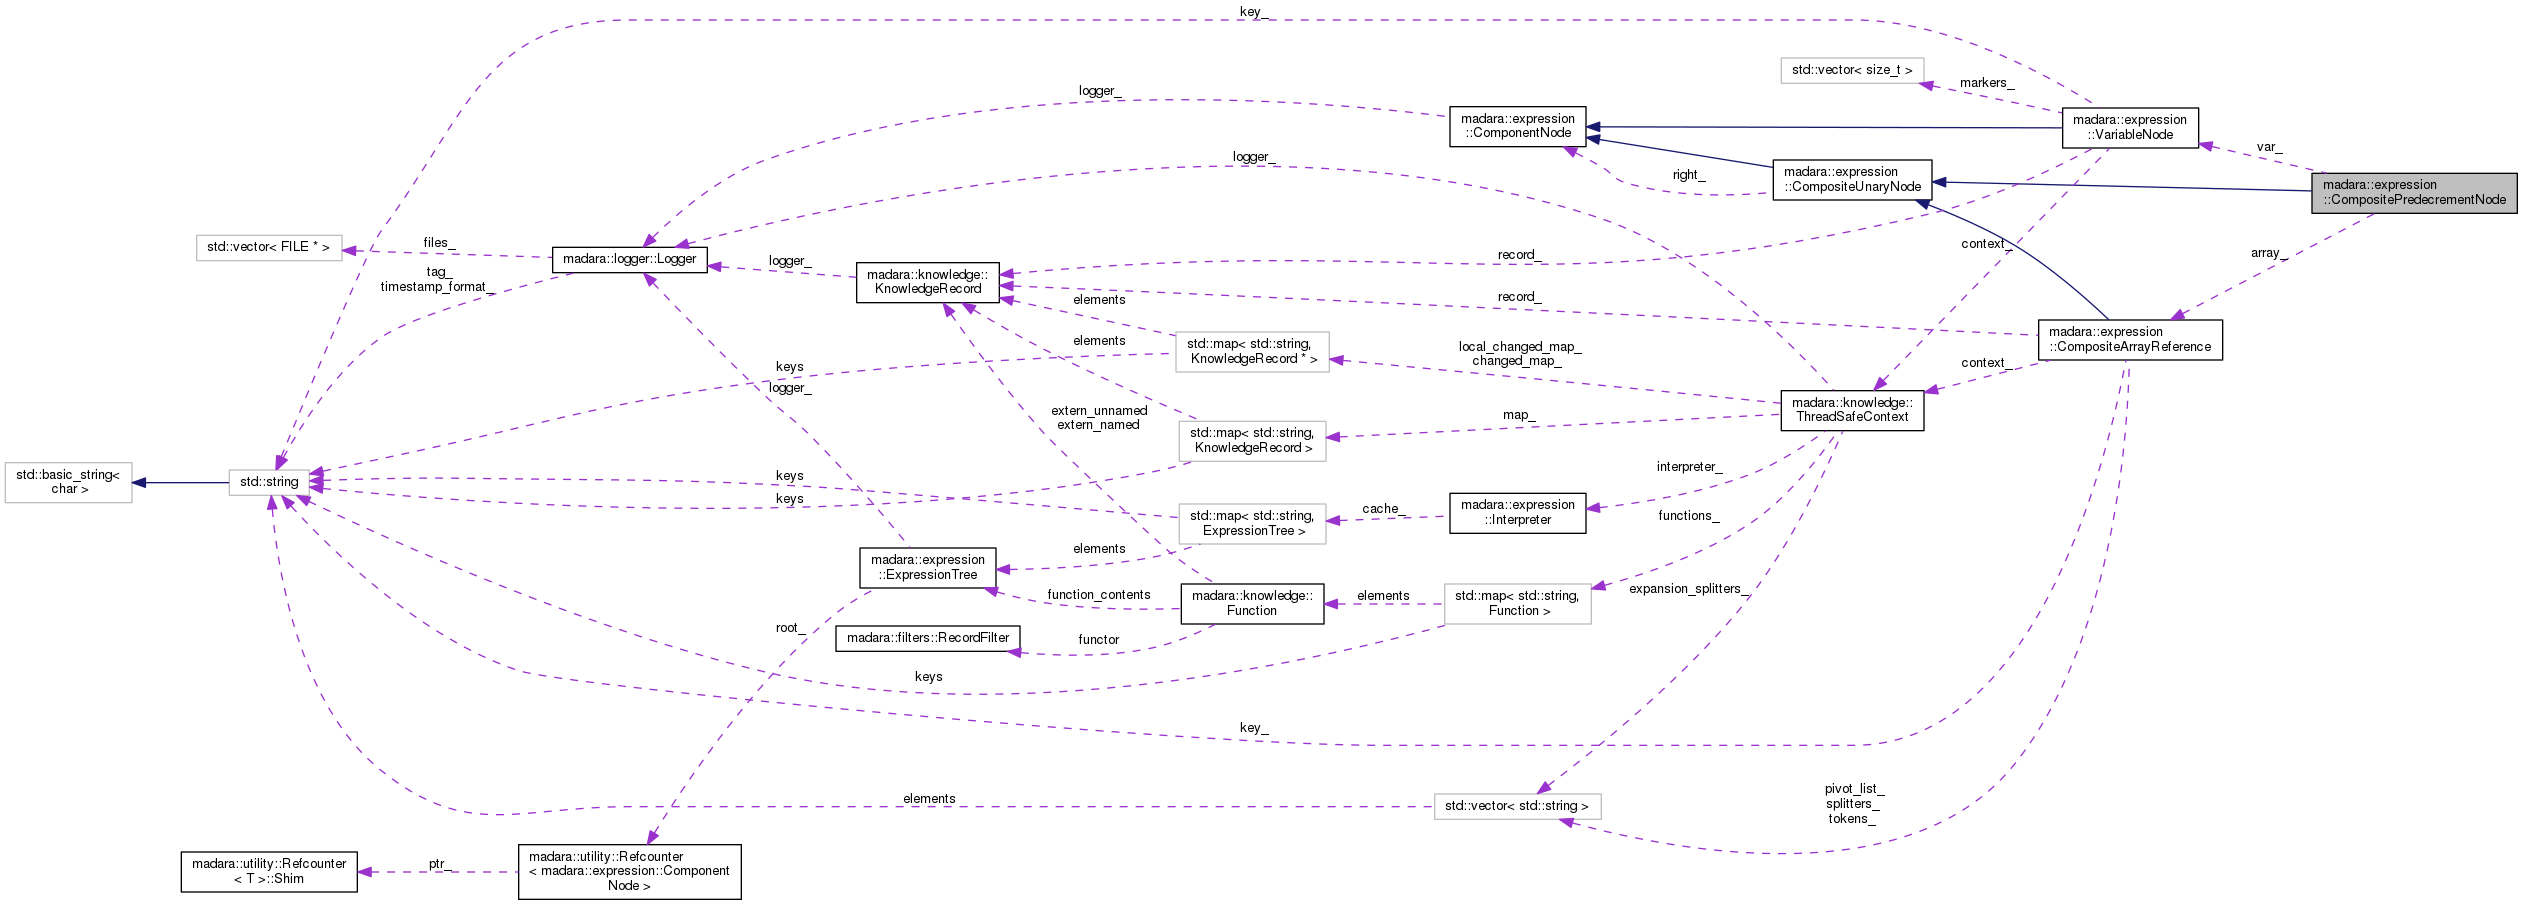 key_
std::vector< size_t >
markers_
logger_
madara::expression
::ComponentNode
madara::expression
::VariableNode
var_
logger_
right_
madara::expression
::CompositeUnaryNode
madara::expression
::CompositePredecrementNode
std::vector< FILE * >
files_
madara::logger::Logger
logger_
madara::knowledge::
KnowledgeRecord
record_
context_
array_
tag_
timestamp_format_
elements
record_
madara::expression
::CompositeArrayReference
elements
std::map< std::string,
KnowledgeRecord * >
local_changed_map_
changed_map_
context_
keys
logger_
extern_unnamed
extern_named
std::map< std::string,
KnowledgeRecord >
map_
madara::knowledge::
ThreadSafeContext
std::basic_string<
char >
std::string
keys
keys
interpreter_
std::map< std::string,
ExpressionTree >
cache_
madara::expression
::Interpreter
functions_
madara::expression
::ExpressionTree
elements
function_contents
madara::knowledge::
Function
elements
std::map< std::string,
Function >
expansion_splitters_
root_
madara::filters::RecordFilter
functor
keys
key_
elements
std::vector< std::string >
pivot_list_
splitters_
tokens_
madara::utility::Refcounter
< T >::Shim
ptr_
madara::utility::Refcounter
< madara::expression::Component
Node >